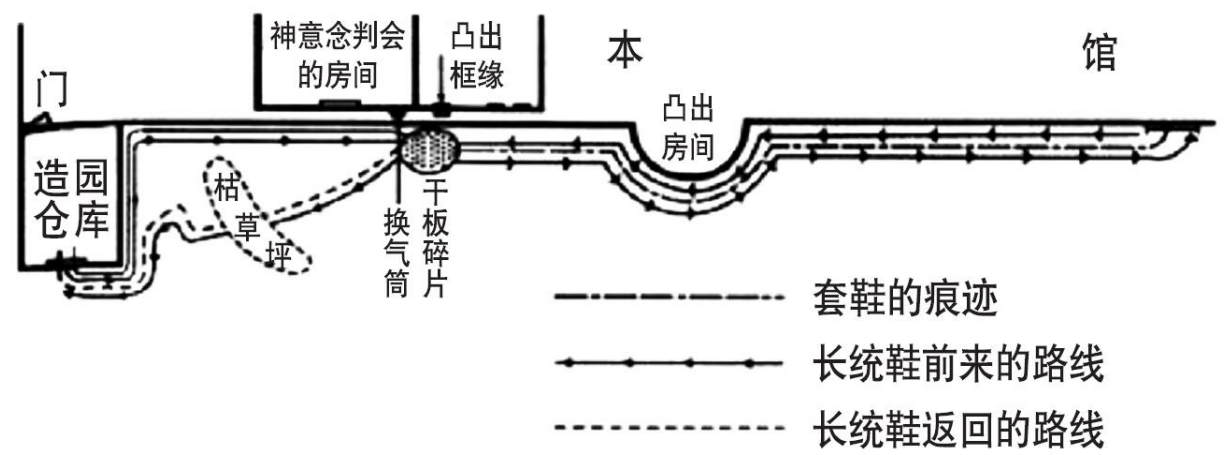 神意念判会
的房间
凸出
框缘
本馆
门
凸出
房间
造园
仓库
枯草坪
换气筒
干板碎片
套鞋的痕迹
长统鞋前来的路线
长统鞋返回的路线